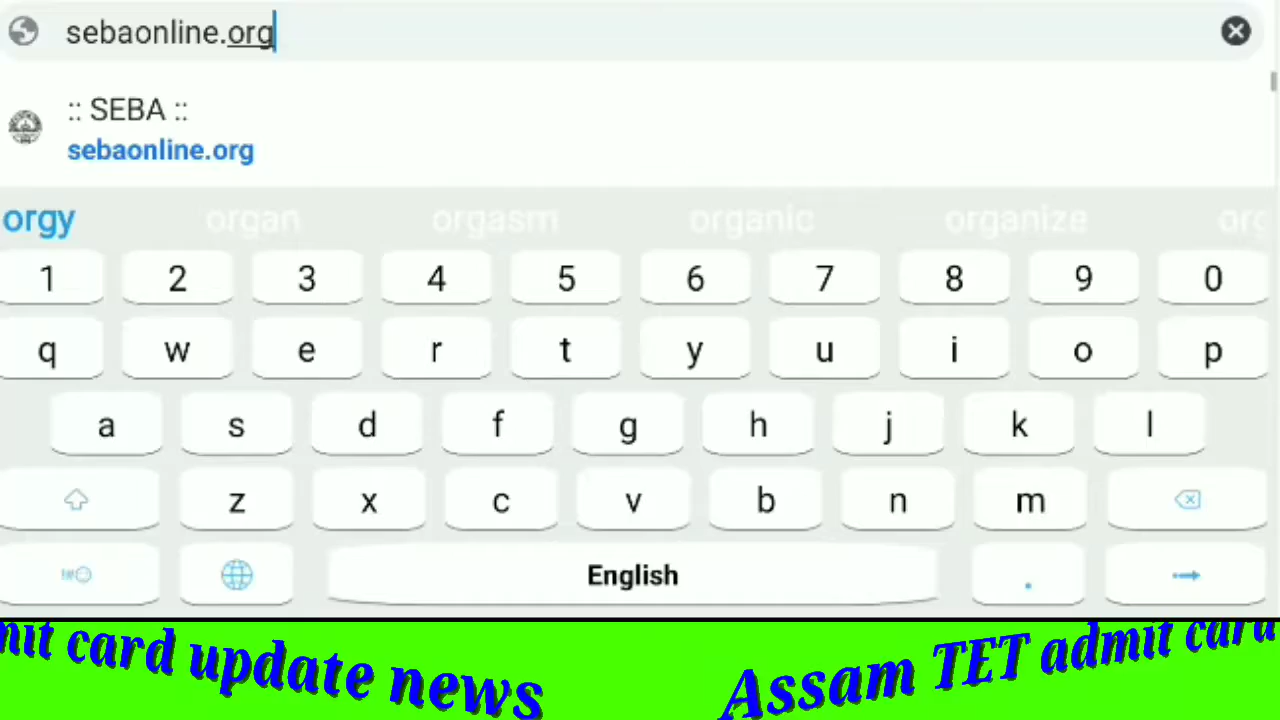 sebaonline.org
:: SEBA ::
sebaonline.org
orgy organ orgasm organic organize
1 2 3 4 5 6 7 8 9 0
q w e r t y u i o p
a s d f g h j k l
z x c v b n m
!#☺ English .
card update news Assam TET admit card